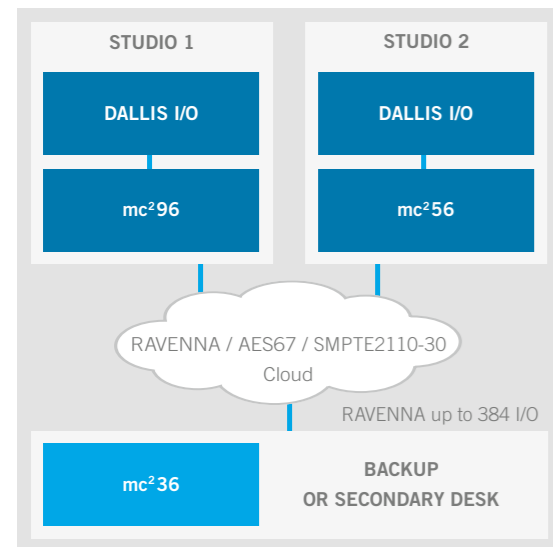 STUDIO 1
DALLIS I/O
mc²96
STUDIO 2
DALLIS I/O
mc²56
RAVENNA / AES67 / SMPTE2110-30
Cloud
RAVENNA up to 384 I/O
mc²36
BACKUP
OR SECONDARY DESK